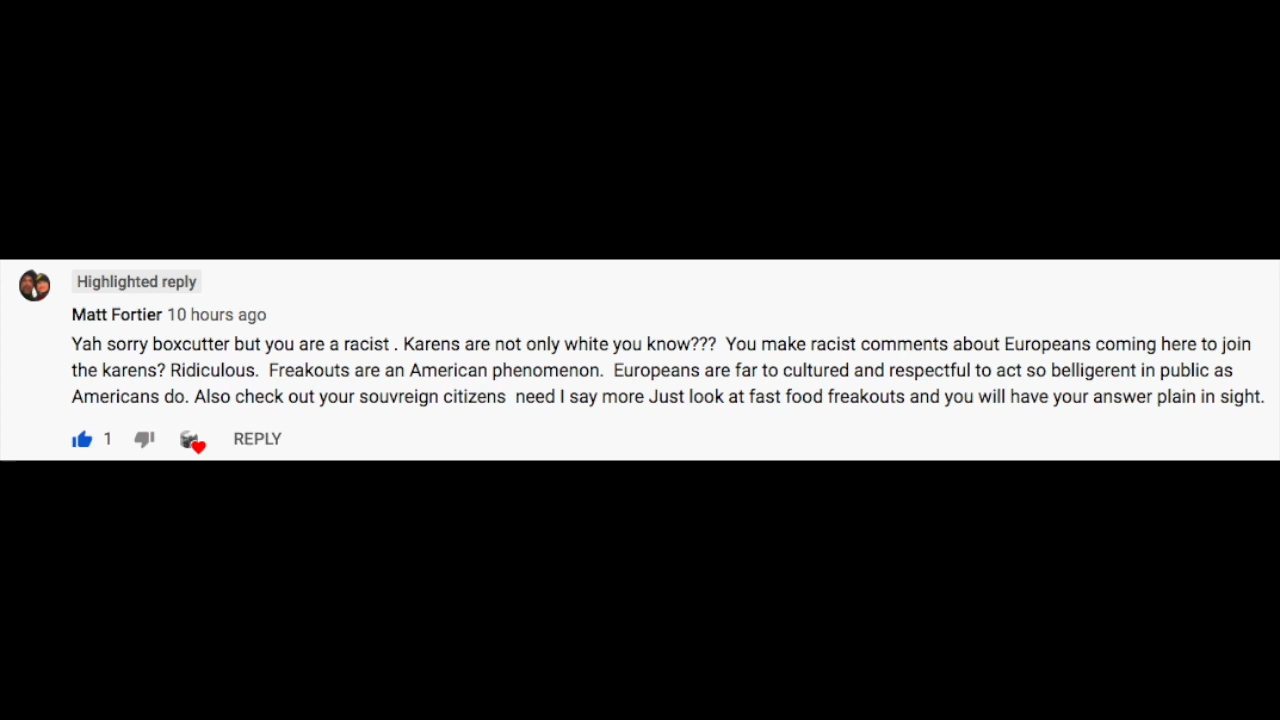 Highlighted reply
Matt Fortier 10 hours ago
Yah sorry boxcutter but you are a racist . Karens are not only white you know???  You make racist comments about Europeans coming here to join
the karens? Ridiculous.  Freakouts are an American phenomenon.  Europeans are far to cultured and respectful to act so belligerent in public as
Americans do. Also check out your souvreign citizens  need I say more Just look at fast food freakouts and you will have your answer plain in sight.
1 REPLY